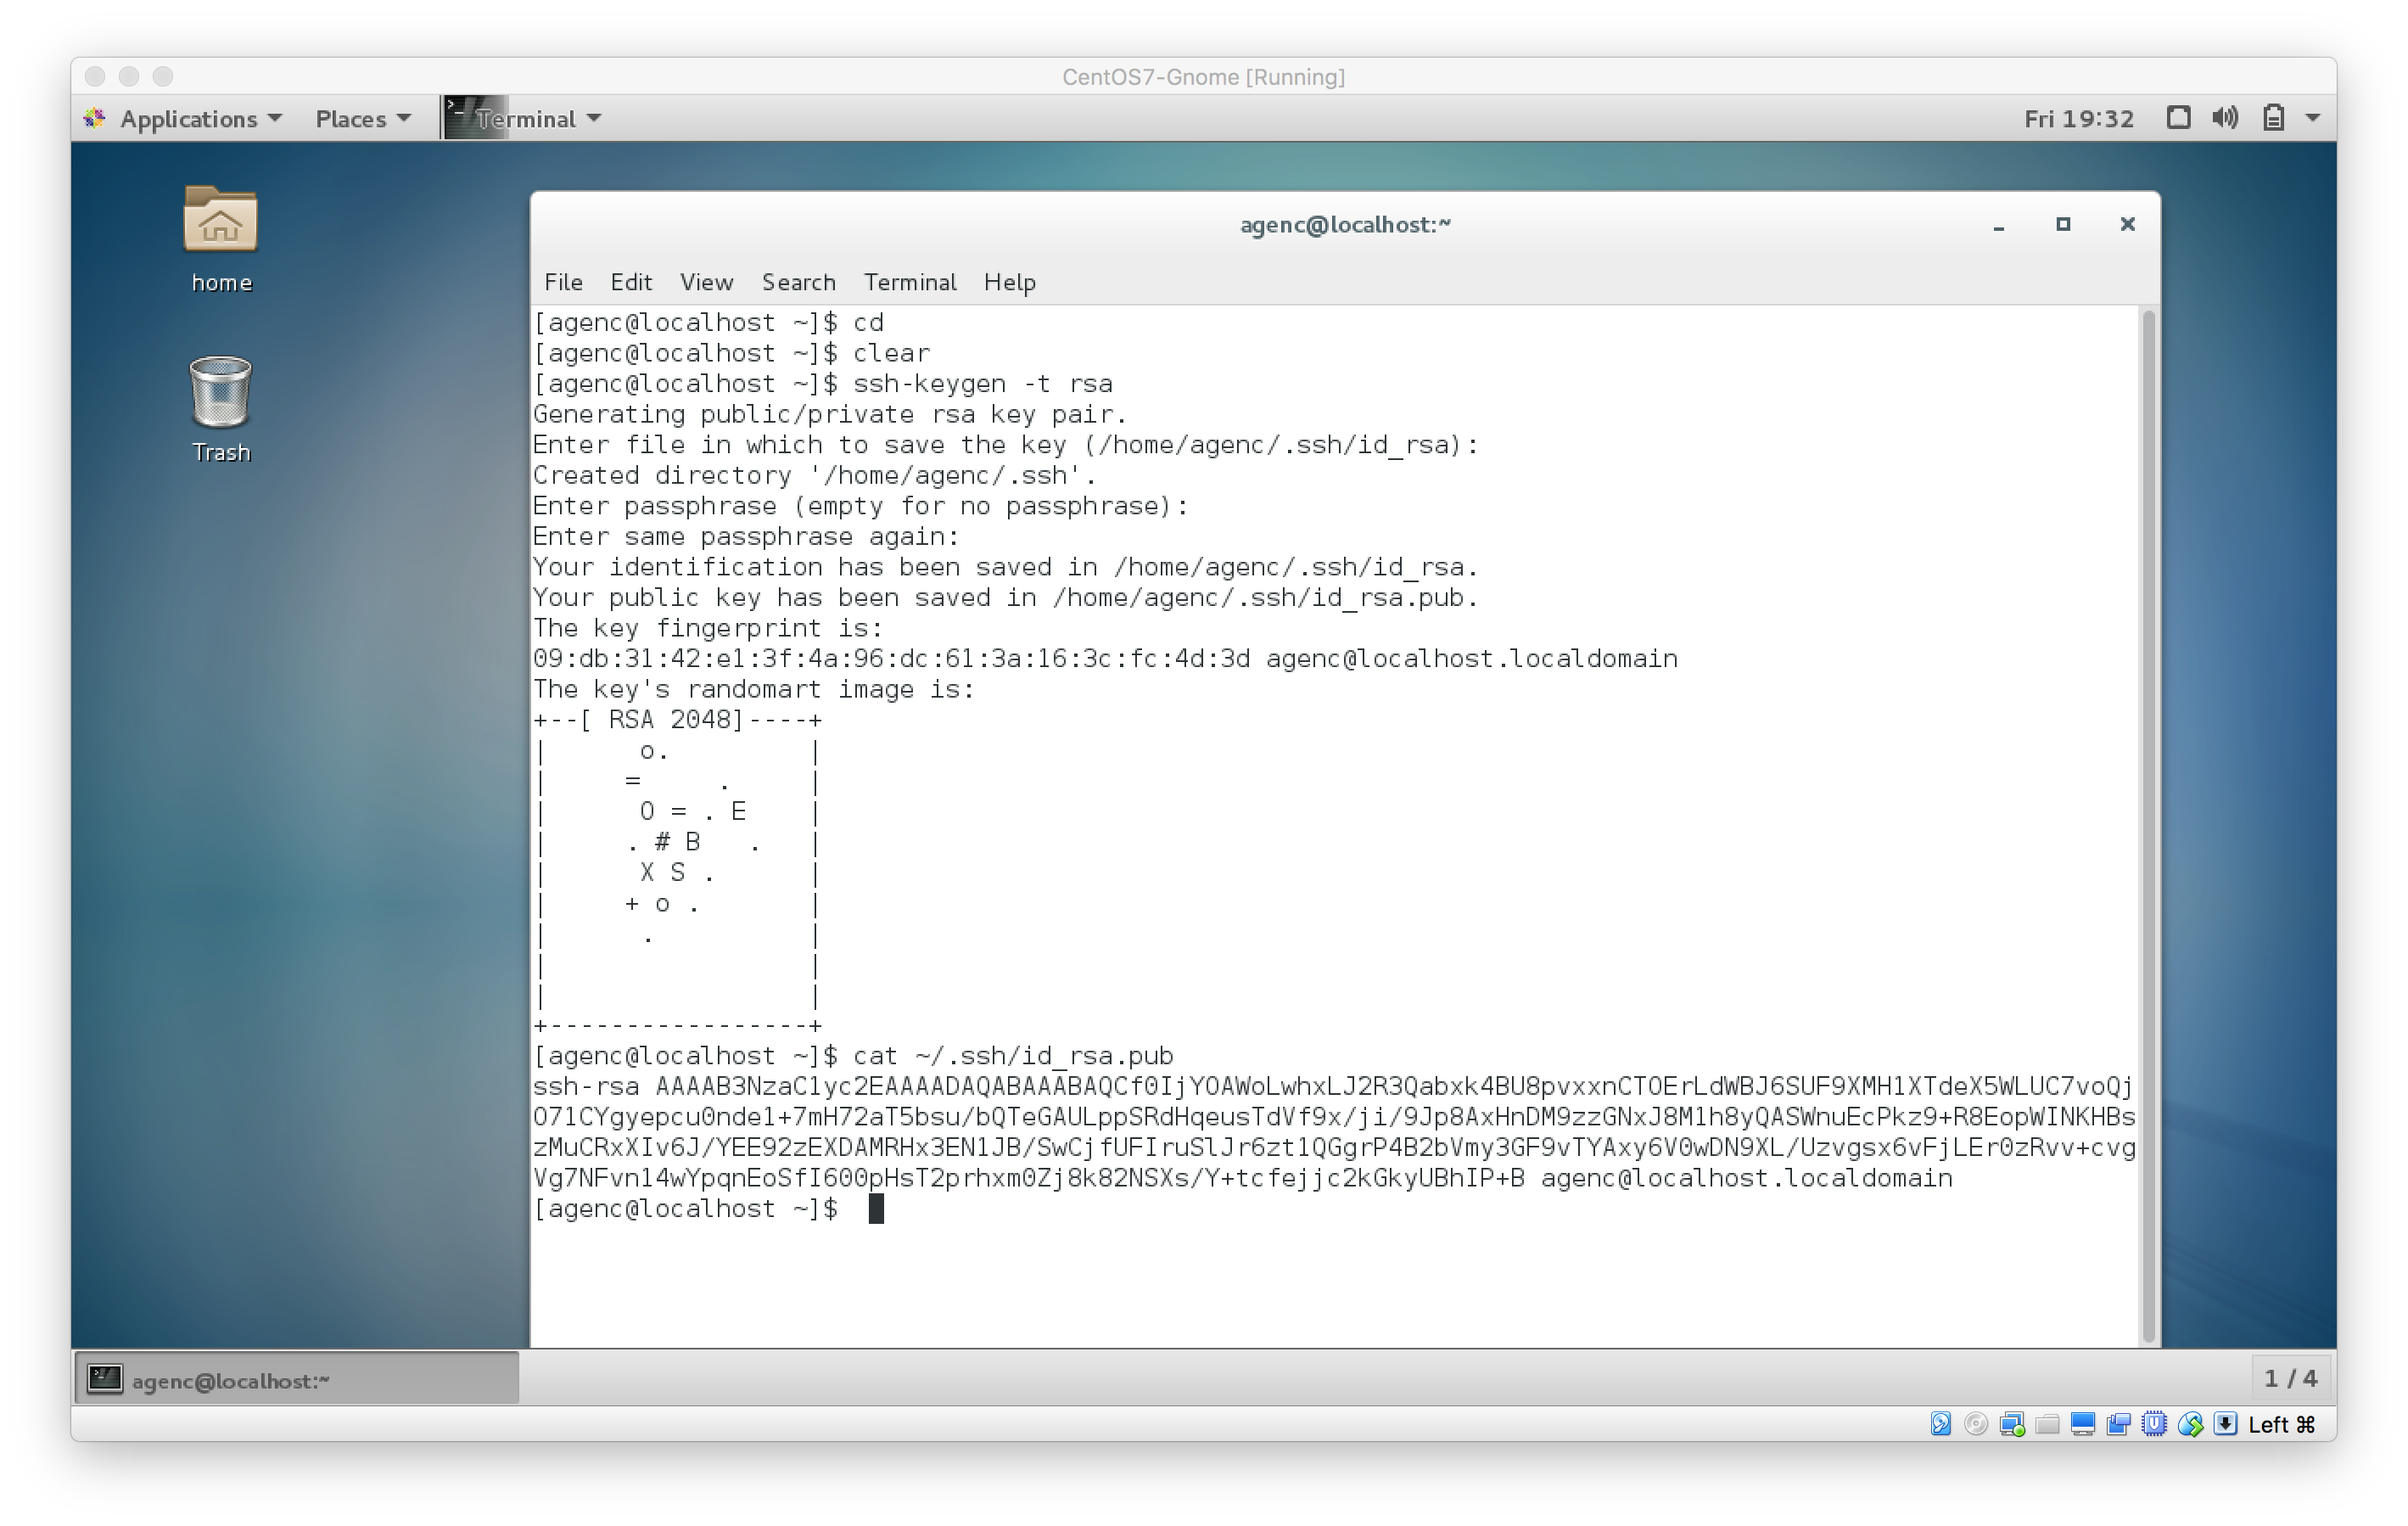 CentOS7-Gnome [Running]
Applications Places Terminal Fri 19:32
home
Trash
agenc@localhost:~
File Edit View Search Terminal Help
[agenc@localhost ~]$ cd
[agenc@localhost ~]$ clear
[agenc@localhost ~]$ ssh-keygen -t rsa
Generating public/private rsa key pair.
Enter file in which to save the key (/home/agenc/.ssh/id_rsa):
Created directory '/home/agenc/.ssh'.
Enter passphrase (empty for no passphrase):
Enter same passphrase again:
Your identification has been saved in /home/agenc/.ssh/id_rsa.
Your public key has been saved in /home/agenc/.ssh/id_rsa.pub.
The key fingerprint is:
09:db:31:42:e1:3f:4a:96:dc:61:3a:16:3c:fc:4d:3d agenc@localhost.localdomain
The key's randomart image is:
+--[ RSA 2048]----+
|      o.         |
|     =     .     |
|      O = . E    |
|     . # B   .   |
|      X S .      |
|     + o .       |
|      .          |
|                 |
|                 |
+-----------------+
[agenc@localhost ~]$ cat ~/.ssh/id_rsa.pub
ssh-rsa AAAAB3NzaC1yc2EAAAADAQABAAABAQCf0IjYOAWoLwhxLJ2R3Qabxk4BU8pvxxnCTOErLdWBJ6SUF9XMH1XTdeX5WLUC7voQj
O71CYgyepcu0nde1+7mH72aT5bsu/bQTeGAULppSRdHqeusTdVf9x/ji/9Jp8AxHnDM9zzGNxJ8M1h8yQASWnuEcPkz9+R8EopWINKHBs
zMuCRxXIv6J/YEE92zEXDAMRHx3EN1JB/SwCjfUFIruSlJr6zt1QGgrP4B2bVmy3GF9vTYAxy6V0wDN9XL/Uzvgsx6vFjLEr0zRvv+cvg
Vg7NFvn14wYpqnEoSfI600pHsT2prhxm0Zj8k82NSXs/Y+tcfejjc2kGkyUBhIP+B agenc@localhost.localdomain
[agenc@localhost ~]$
agenc@localhost:~ 1 / 4
Left ⌘